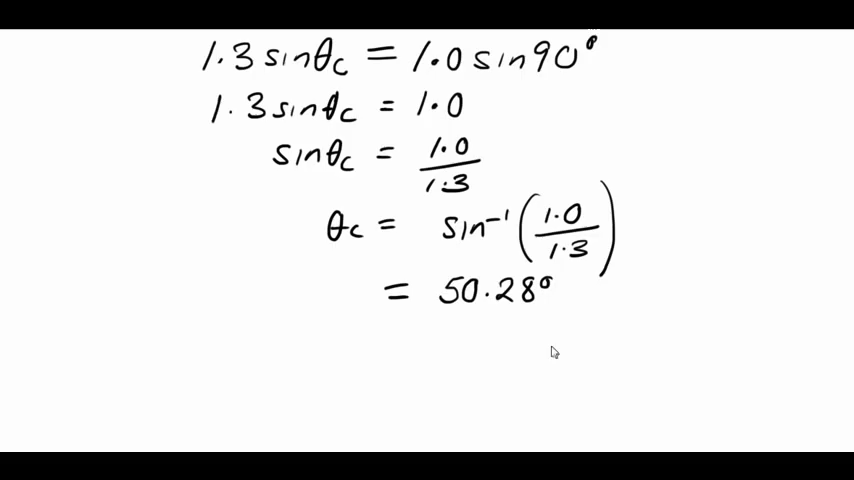 1.3 sinθc = 1.0 sin90°
1.3 sinθc = 1.0
sinθc = 1.0/1.3
θc = sin⁻¹(1.0/1.3)
= 50.28°